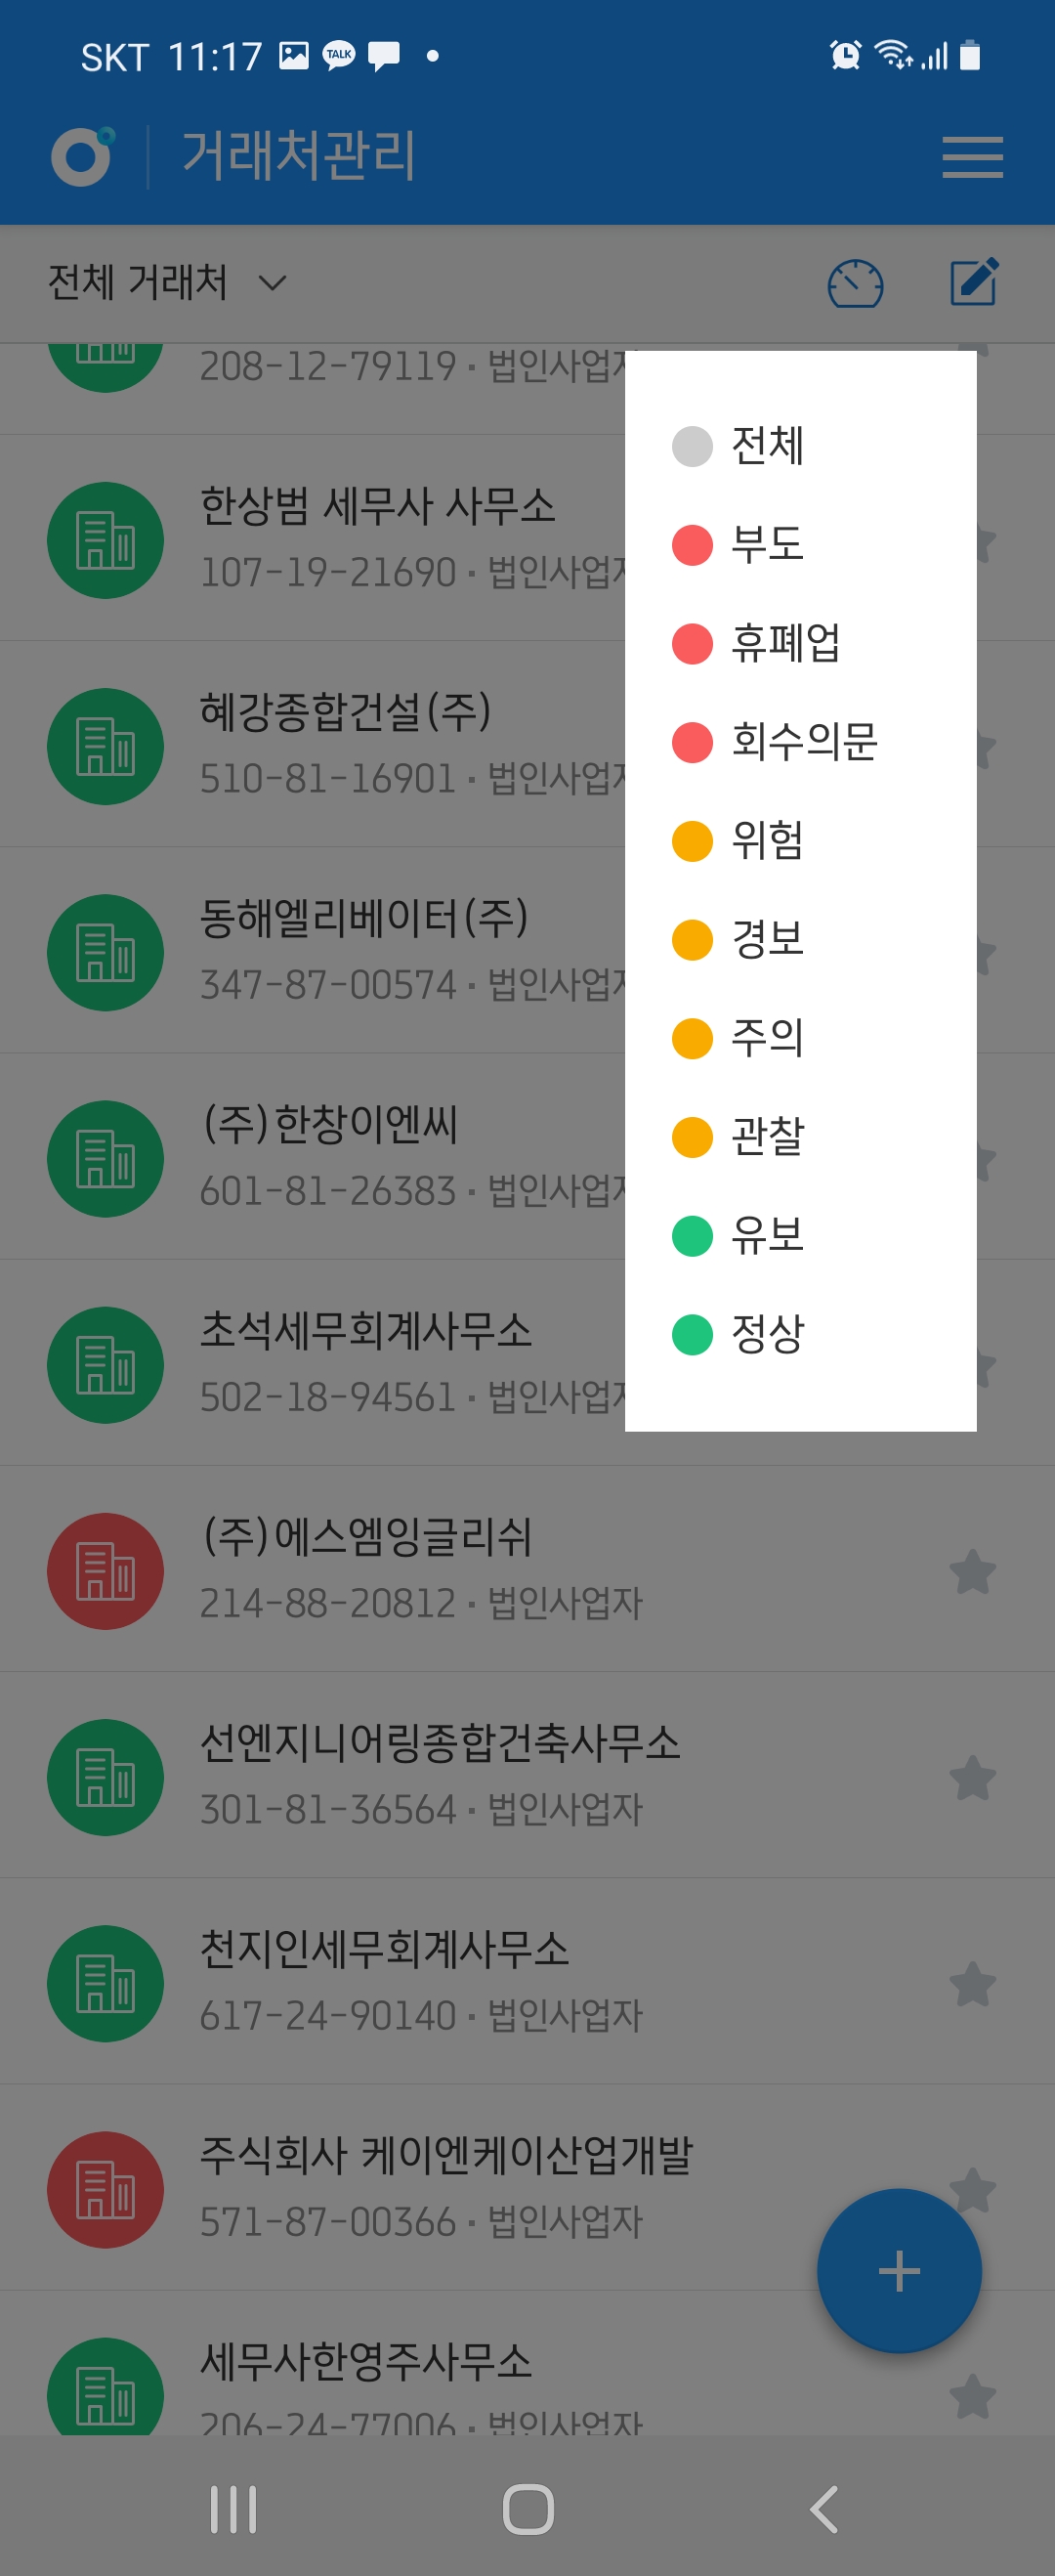 SKT 11:17 TALK
거래처관리
전체 거래처
208-12-79119 · 법인사업자
한상범 세무사 사무소
107-19-21690 · 법인사업자
혜강종합건설(주)
510-81-16901 · 법인사업자
동해엘리베이터(주)
347-87-00574 · 법인사업자
(주)한창이엔씨
601-81-26383 · 법인사업자
초석세무회계사무소
502-18-94561 · 법인사업자
(주)에스엠잉글리쉬
214-88-20812 · 법인사업자
선엔지니어링종합건축사무소
301-81-36564 · 법인사업자
천지인세무회계사무소
617-24-90140 · 법인사업자
주식회사 케이엔케이산업개발
571-87-00366 · 법인사업자
세무사한영주사무소
206-24-77006 · 법인사업자
전체
부도
휴폐업
회수의문
위험
경보
주의
관찰
유보
정상